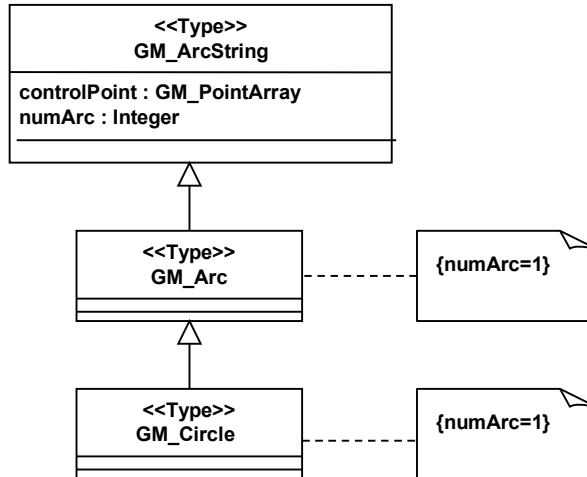 <<Type>>
GM_ArcString
controlPoint : GM_PointArray
numArc : Integer
<<Type>>
GM_Arc
{numArc=1}
<<Type>>
GM_Circle
{numArc=1}